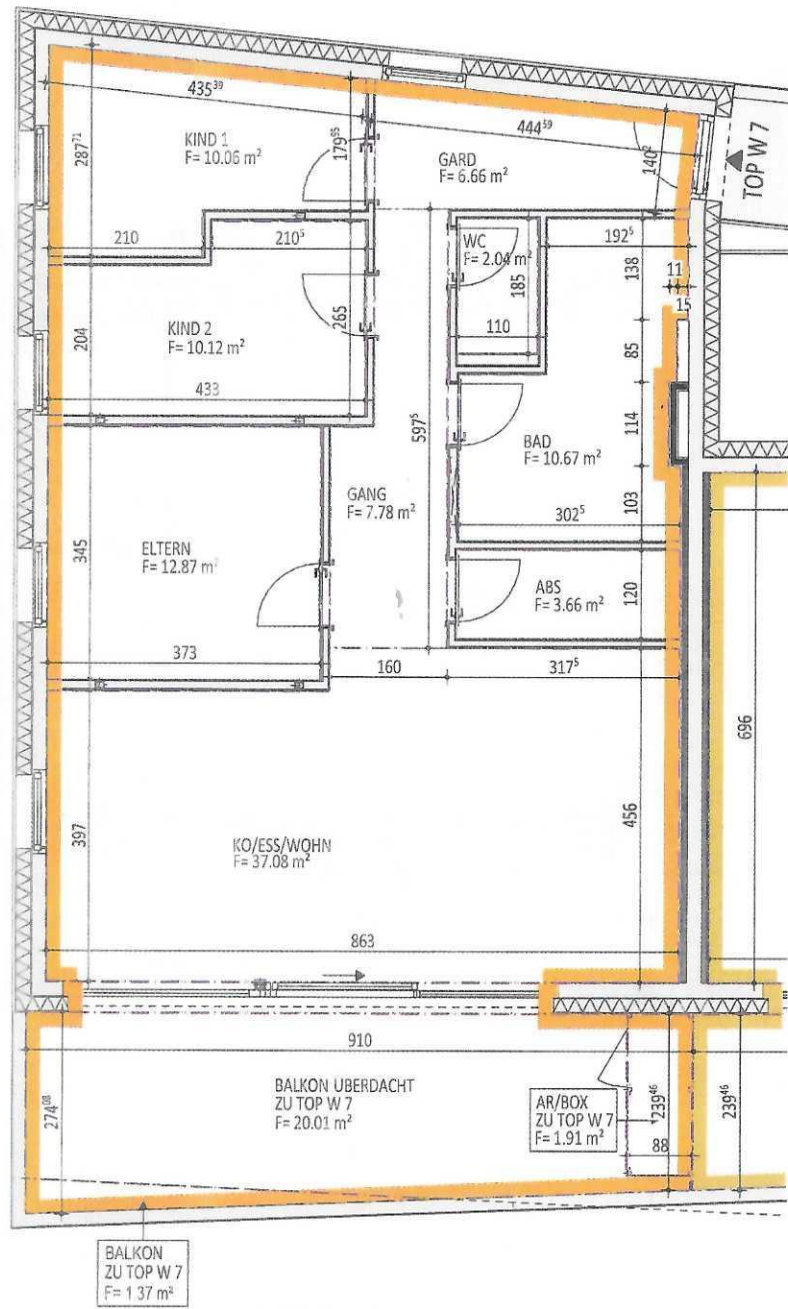 435³⁹
444⁵⁹
KIND 1
F= 10.06 m²
287⁷¹
179⁹⁵
GARD
F= 6.66 m²
140²
TOP W 7
210
210⁵
WC
F= 2.04 m²
185
110
192⁵
138
11
15
KIND 2
F= 10.12 m²
204
265
433
85
114
597⁵
BAD
F= 10.67 m²
103
302⁵
GANG
F= 7.78 m²
ELTERN
F= 12.87 m²
345
373
ABS
F= 3.66 m²
120
160
317⁵
696
397
456
KO/ESS/WOHN
F= 37.08 m²
863
910
274⁰⁸
BALKON UBERDACHT
ZU TOP W 7
F= 20.01 m²
AR/BOX
ZU TOP W 7
F= 1.91 m²
239⁴⁶
239⁴⁶
88
BALKON
ZU TOP W 7
F= 1 37 m²